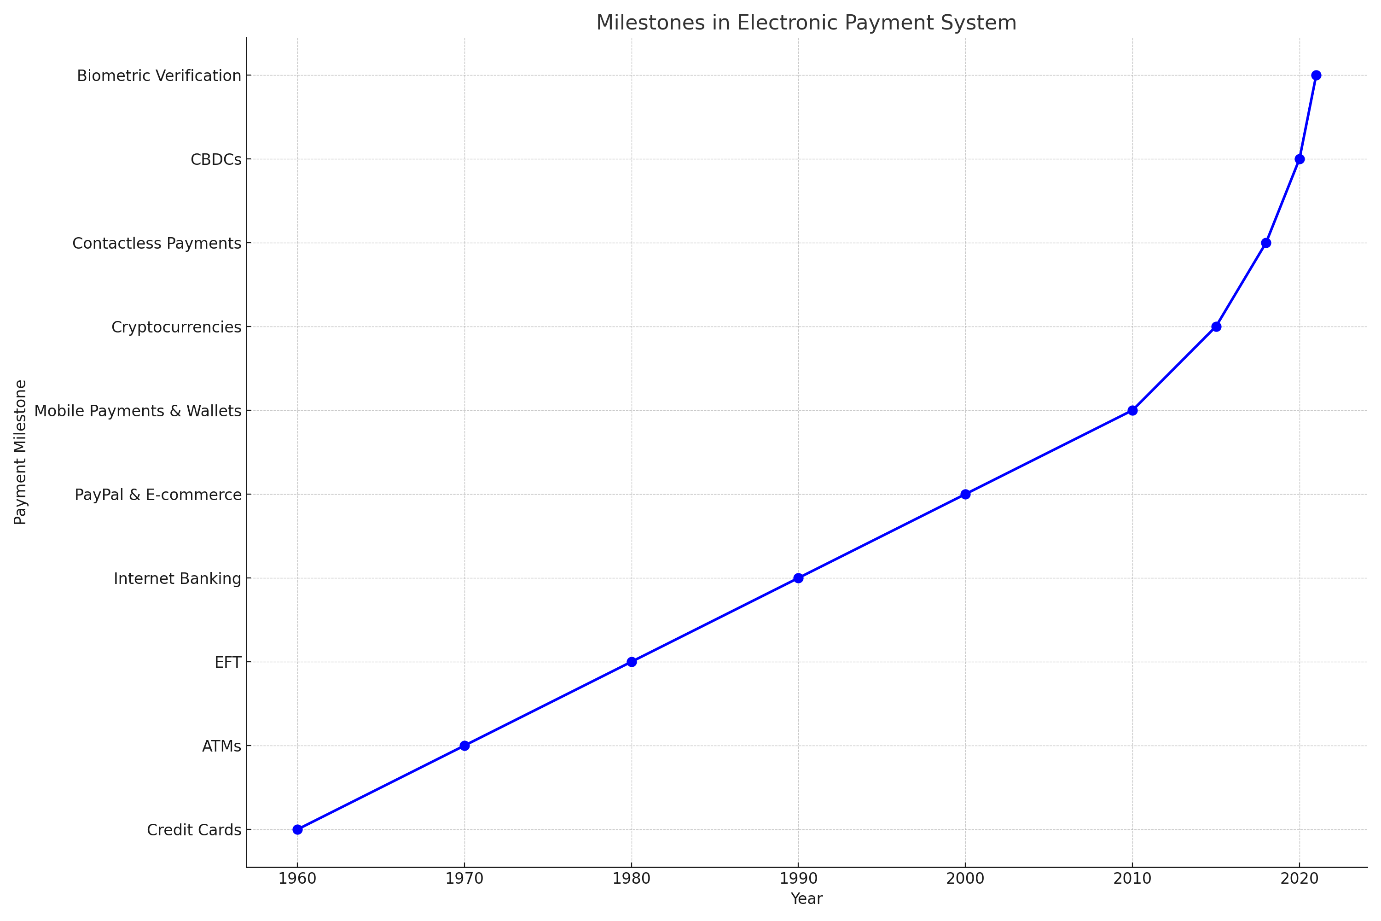 Milestones in Electronic Payment System
Biometric Verification
CBDCs
Contactless Payments
Cryptocurrencies
Mobile Payments & Wallets
PayPal & E-commerce
Internet Banking
EFT
ATMs
Credit Cards
Payment Milestone
1960 1970 1980 1990 2000 2010 2020
Year